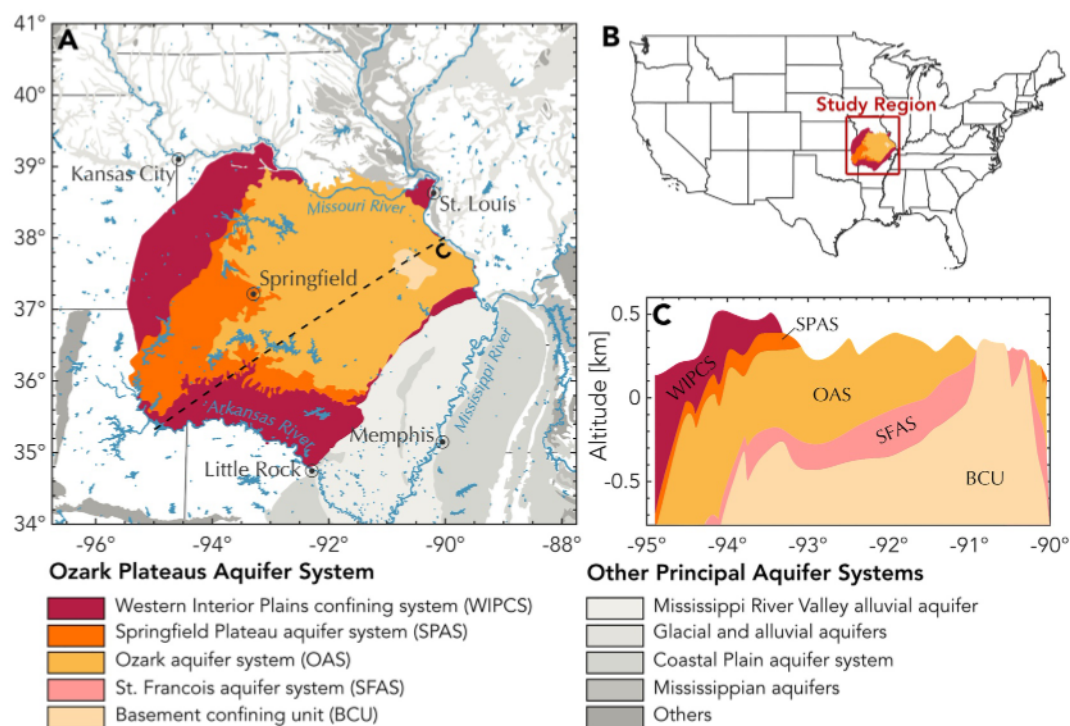 A
41°
40°
39°
38°
37°
36°
35°
34°
-96
-94
-92
-90
-88°
Kansas City
Missouri River
St. Louis
C
Springfield
Mississippi River
Arkansas River
Memphis
Little Rock
B
Study Region
C
Altitude [km]
0.5
0
-0.5
WIPCS
SPAS
OAS
SFAS
BCU
-95
-94
-93
-92
-91
-90°
Ozark Plateaus Aquifer System
Western Interior Plains confining system (WIPCS)
Springfield Plateau aquifer system (SPAS)
Ozark aquifer system (OAS)
St. Francois aquifer system (SFAS)
Basement confining unit (BCU)
Other Principal Aquifer Systems
Mississippi River Valley alluvial aquifer
Glacial and alluvial aquifers
Coastal Plain aquifer system
Mississippian aquifers
Others